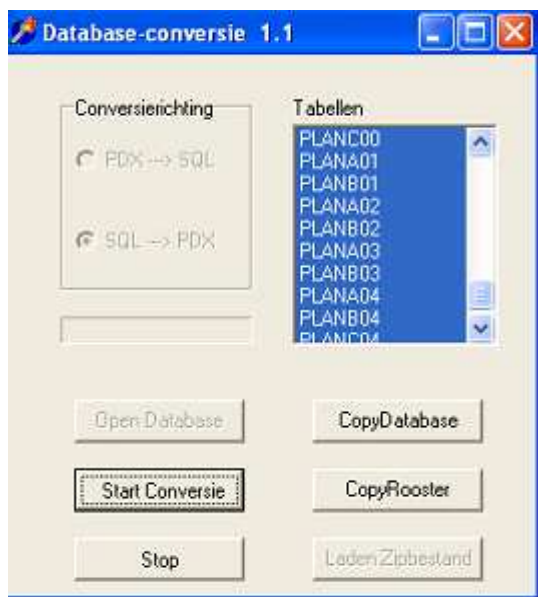 Database-conversie 1.1
Conversierichting
PDX --> SQL
SQL --> PDX
Tabellen
PLANC00
PLANA01
PLANB01
PLANA02
PLANB02
PLANA03
PLANB03
PLANA04
PLANB04
PLANC04
Open Database
CopyDatabase
Start Conversie
CopyRooster
Stop
Laden Zipbestand